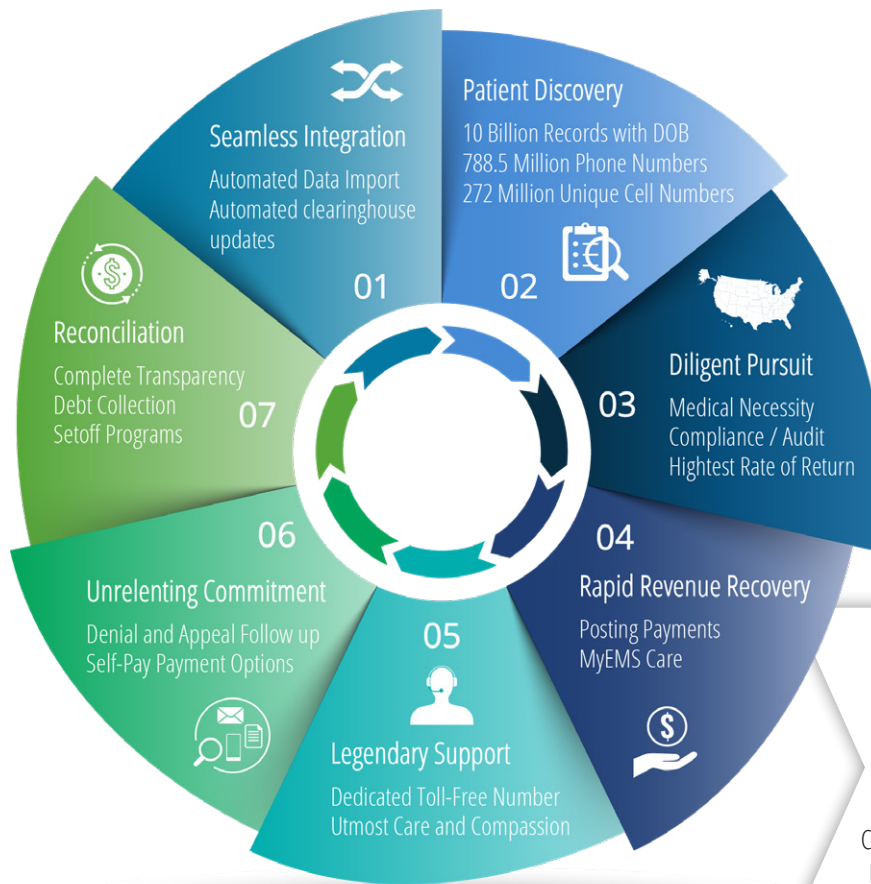 Seamless Integration
Automated Data Import
Automated clearinghouse
updates
01
Patient Discovery
10 Billion Records with DOB
788.5 Million Phone Numbers
272 Million Unique Cell Numbers
02
Diligent Pursuit
03
Medical Necessity
Compliance / Audit
Hightest Rate of Return
04
Rapid Revenue Recovery
Posting Payments
MyEMS Care
$
05
Legendary Support
Dedicated Toll-Free Number
Utmost Care and Compassion
06
Unrelenting Commitment
Denial and Appeal Follow up
Self-Pay Payment Options
$
Reconciliation
Complete Transparency
Debt Collection
Setoff Programs
07